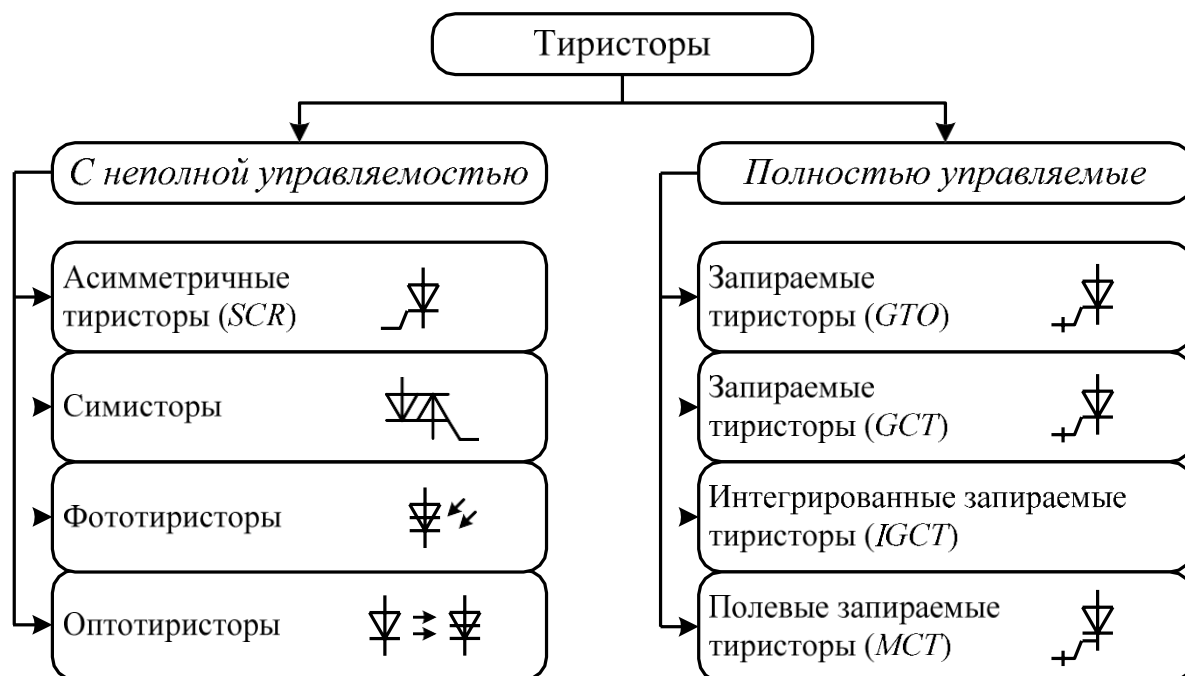 Тиристоры
С неполной управляемостью
Асимметричные
тиристоры (SCR)
Симисторы
Фототиристоры
Оптотиристоры
Полностью управляемые
Запираемые
тиристоры (GTO)
Запираемые
тиристоры (GCT)
Интегрированные запираемые
тиристоры (IGCT)
Полевые запираемые
тиристоры (MCT)